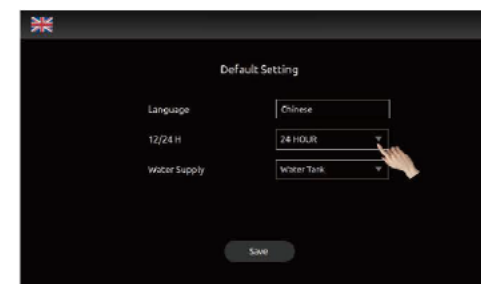 Default Setting
Language Chinese
12/24 H 24 HOUR
Water Supply Water Tank
Save